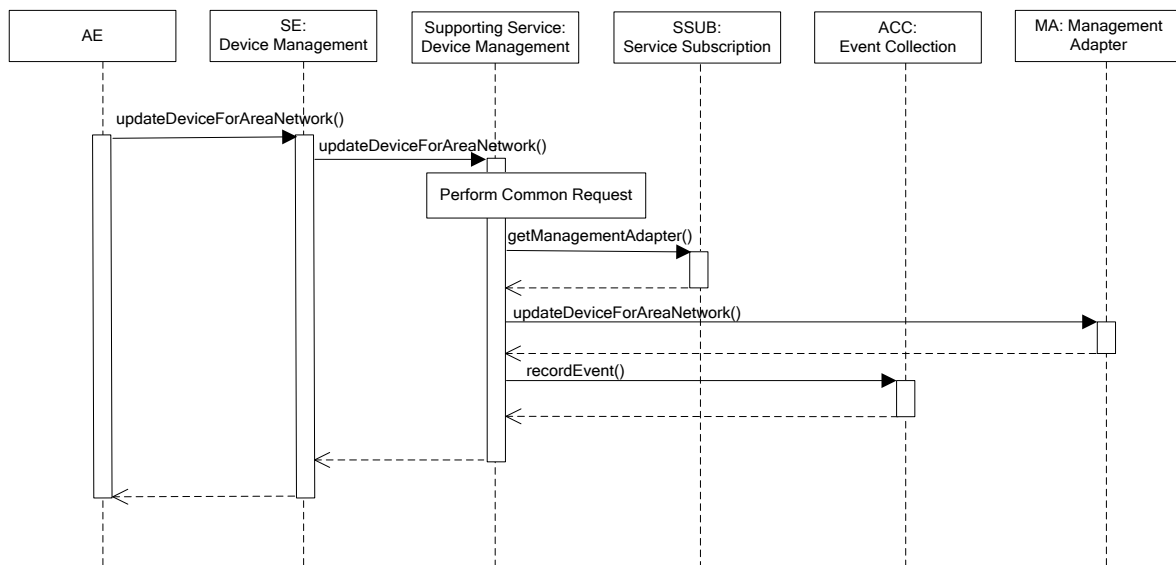 AE
SE:
Device Management
Supporting Service:
Device Management
SSUB:
Service Subscription
ACC:
Event Collection
MA: Management
Adapter
updateDeviceForAreaNetwork()
updateDeviceForAreaNetwork()
Perform Common Request
getManagementAdapter()
updateDeviceForAreaNetwork()
recordEvent()